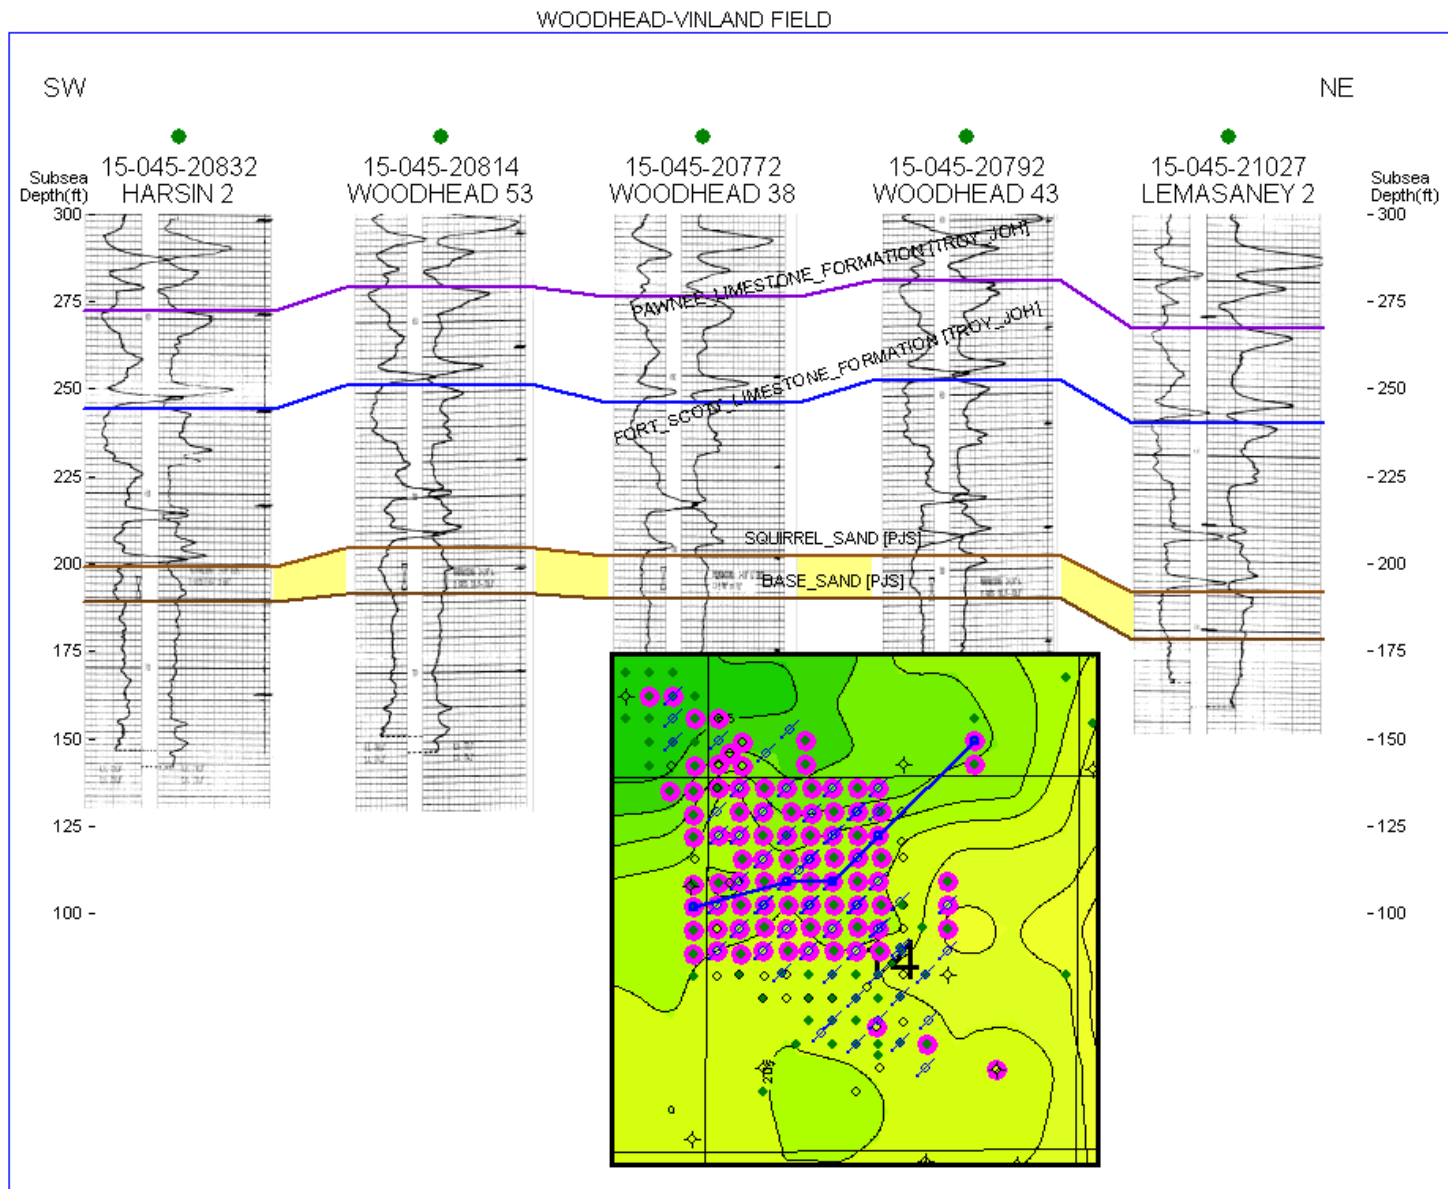 WOODHEAD-VINLAND FIELD
SW
NE
15-045-20832
HARSIN 2
15-045-20814
WOODHEAD 53
15-045-20772
WOODHEAD 38
15-045-20792
WOODHEAD 43
15-045-21027
LEMASANEY 2
Subsea
Depth(ft)
Subsea
Depth(ft)
300
275
250
225
200
175
150
125 -
100 -
- 300
- 275
- 250
- 225
- 200
- 175
- 150
- 125
- 100
PAWNEE_LIMESTONE_FORMATION [TROY_JOH]
FORT_SCOTT_LIMESTONE_FORMATION [TROY_JOH]
SQUIRREL_SAND [PJS]
BASE_SAND [PJS]
14